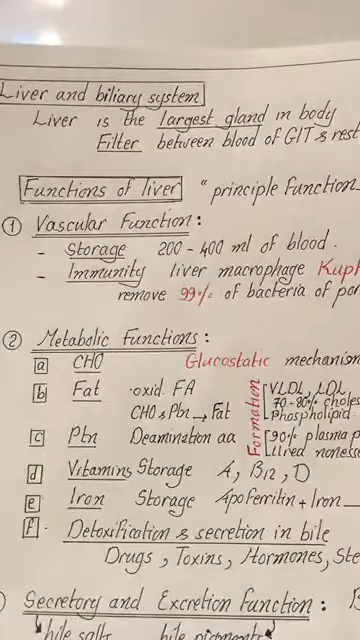 Liver and biliary system
Liver is the largest gland in body
Filter between blood of GIT & rest
Functions of liver " principle function
① Vascular Function :
- Storage 200 - 400 ml of blood .
- Immunity liver macrophage Kupf
remove 99% of bacteria of por
② Metabolic Functions :
a CHO Glucostatic mechanism
b Fat oxid. FA Formation VLDL, LDL
70-80% choles
CHO & Ptn → Fat phospholipid
c Ptn Deamination aa 90% plasma p
Urea nonesse
d Vitamins Storage A , B12 , D
e Iron Storage Apoferritin + Iron
f Detoxification & secretion in bile
Drugs , Toxins , Hormones , Ste
Secretory and Excretion function :
bile salts bile pigments